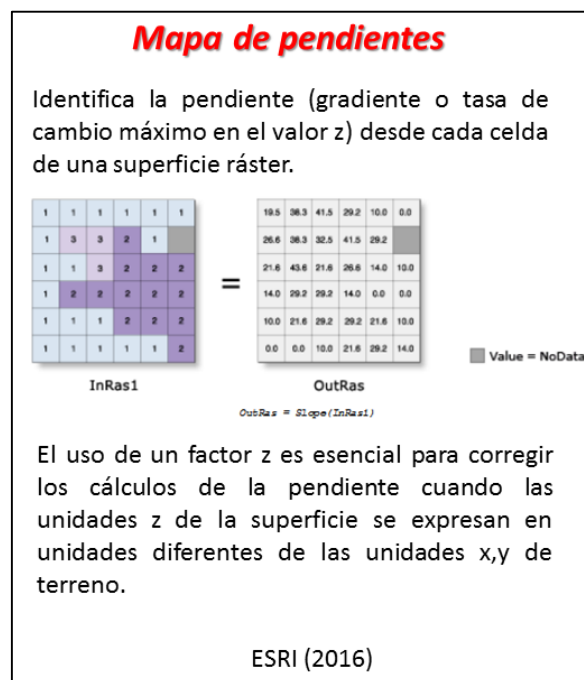 Mapa de pendientes
Identifica la pendiente (gradiente o tasa de
cambio máximo en el valor z) desde cada celda
de una superficie ráster.
1 1 1 1 1 1
1 3 3 2 1
1 1 3 2 2 2
1 2 2 2 2 2
1 1 1 2 2 2
1 1 1 1 1 2
InRas1
=
19.5 38.3 41.5 29.2 10.0 0.0
26.6 38.3 32.5 41.5 29.2
21.6 43.6 21.6 26.6 14.0 10.0
14.0 29.2 29.2 14.0 0.0 0.0
10.0 21.6 29.2 29.2 21.6 10.0
0.0 0.0 10.0 21.6 29.2 14.0
OutRas
Value = NoData
OutRas = Slope(InRas1)
El uso de un factor z es esencial para corregir
los cálculos de la pendiente cuando las
unidades z de la superficie se expresan en
unidades diferentes de las unidades x,y de
terreno.
ESRI (2016)